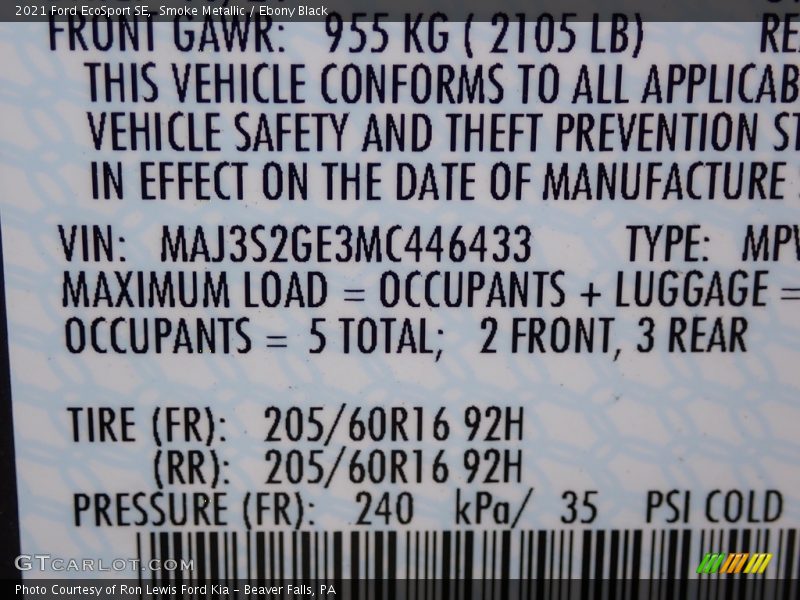 2021 Ford EcoSport SE, Smoke Metallic / Ebony Black
FRONT GAWR: 955 KG ( 2105 LB)
THIS VEHICLE CONFORMS TO ALL
VEHICLE SAFETY AND THEFT PREVENTION
IN EFFECT ON THE DATE OF MANUFACTURE
VIN: MAJ3S2GE3MC446433 TYPE: MPV
MAXIMUM LOAD = OCCUPANTS + LUGGAGE =
OCCUPANTS = 5 TOTAL; 2 FRONT, 3 REAR
TIRE (FR): 205/60R16 92H
(RR): 205/60R16 92H
PRESSURE (FR): 240 kPa/ 35 PSI COLD
GTCARLOT.COM
Photo Courtesy of Ron Lewis Ford Kia – Beaver Falls, PA